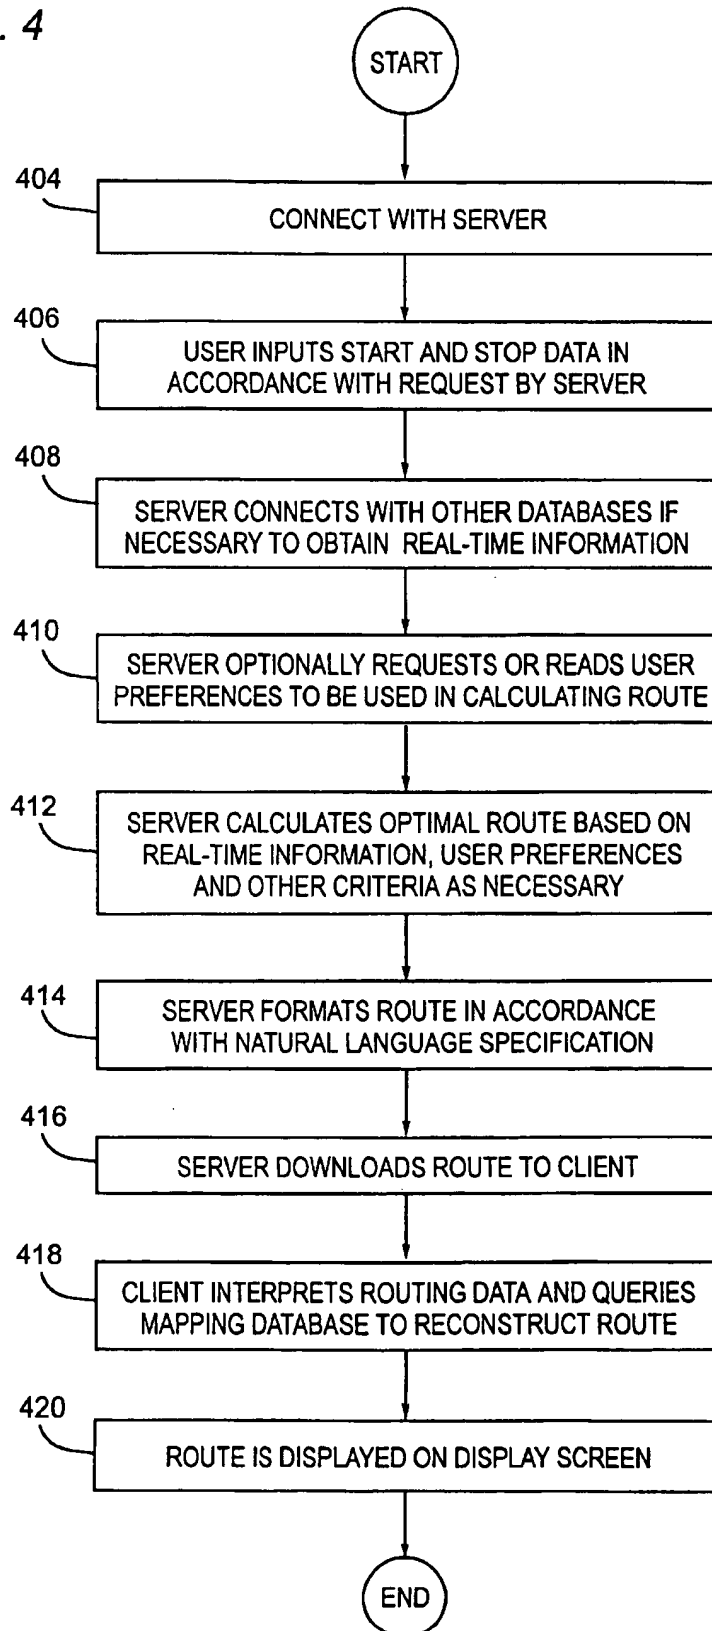 . 4
START
404
CONNECT WITH SERVER
406
USER INPUTS START AND STOP DATA IN
ACCORDANCE WITH REQUEST BY SERVER
408
SERVER CONNECTS WITH OTHER DATABASES IF
NECESSARY TO OBTAIN REAL-TIME INFORMATION
410
SERVER OPTIONALLY REQUESTS OR READS USER
PREFERENCES TO BE USED IN CALCULATING ROUTE
412
SERVER CALCULATES OPTIMAL ROUTE BASED ON
REAL-TIME INFORMATION, USER PREFERENCES
AND OTHER CRITERIA AS NECESSARY
414
SERVER FORMATS ROUTE IN ACCORDANCE
WITH NATURAL LANGUAGE SPECIFICATION
416
SERVER DOWNLOADS ROUTE TO CLIENT
418
CLIENT INTERPRETS ROUTING DATA AND QUERIES
MAPPING DATABASE TO RECONSTRUCT ROUTE
420
ROUTE IS DISPLAYED ON DISPLAY SCREEN
END